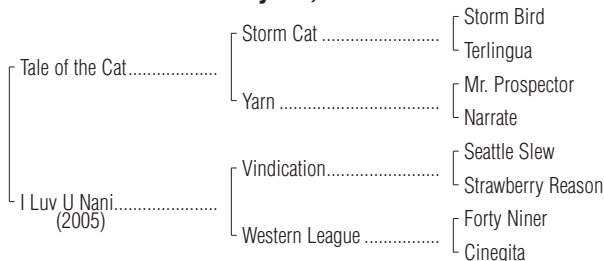 Storm Bird
Storm Cat
Terlingua
Tale of the Cat
Mr. Prospector
Yarn
Narrate
Seattle Slew
Vindication
Strawberry Reason
I Luv U Nani
(2005)
Forty Niner
Western League
Cinegita